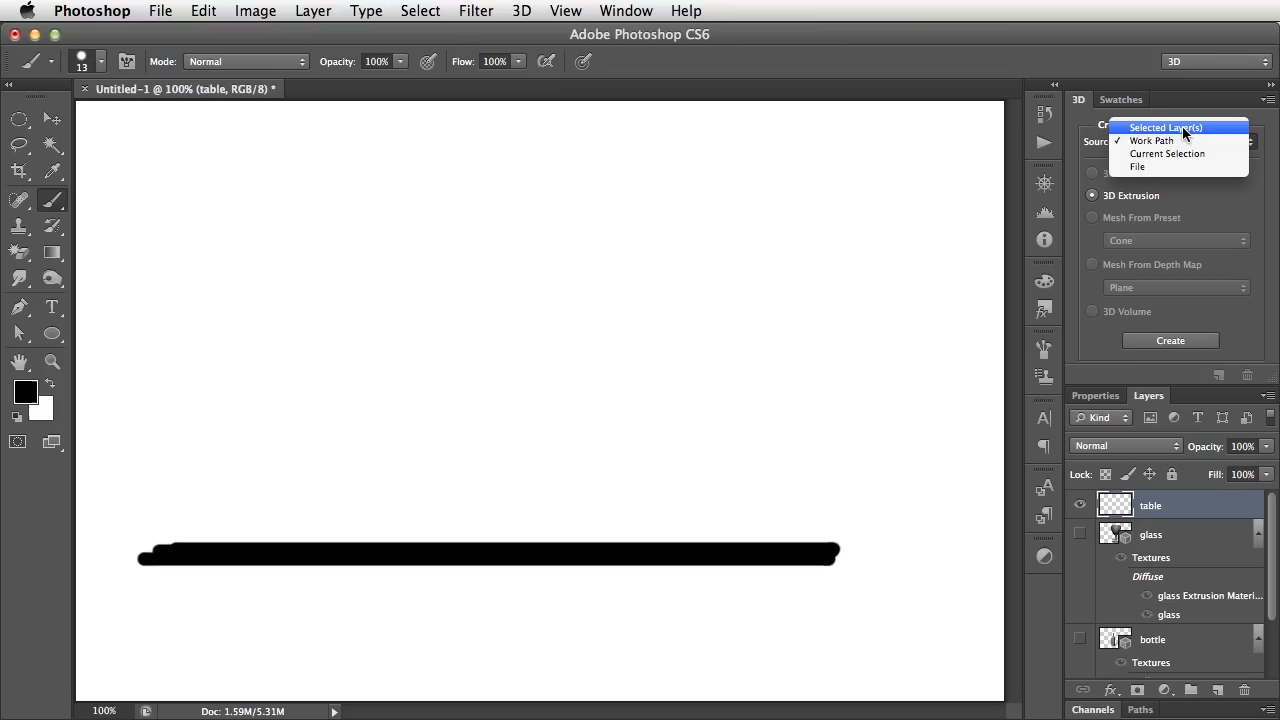 Photoshop File Edit Image Layer Type Select Filter 3D View Window Help
Adobe Photoshop CS6
13 Mode: Normal Opacity: 100% Flow: 100% 3D
× Untitled-1 @ 100% (table, RGB/8) *
3D Swatches
Selected Layer(s)
Work Path
Current Selection
File
3D Extrusion
Mesh From Preset
Cone
Mesh From Depth Map
Plane
3D Volume
Create
Properties Layers
Kind
Normal Opacity: 100%
Lock: Fill: 100%
table
glass
Textures
Diffuse
glass Extrusion Materi...
glass
bottle
Textures
100% Doc: 1.59M/5.31M
Channels Paths